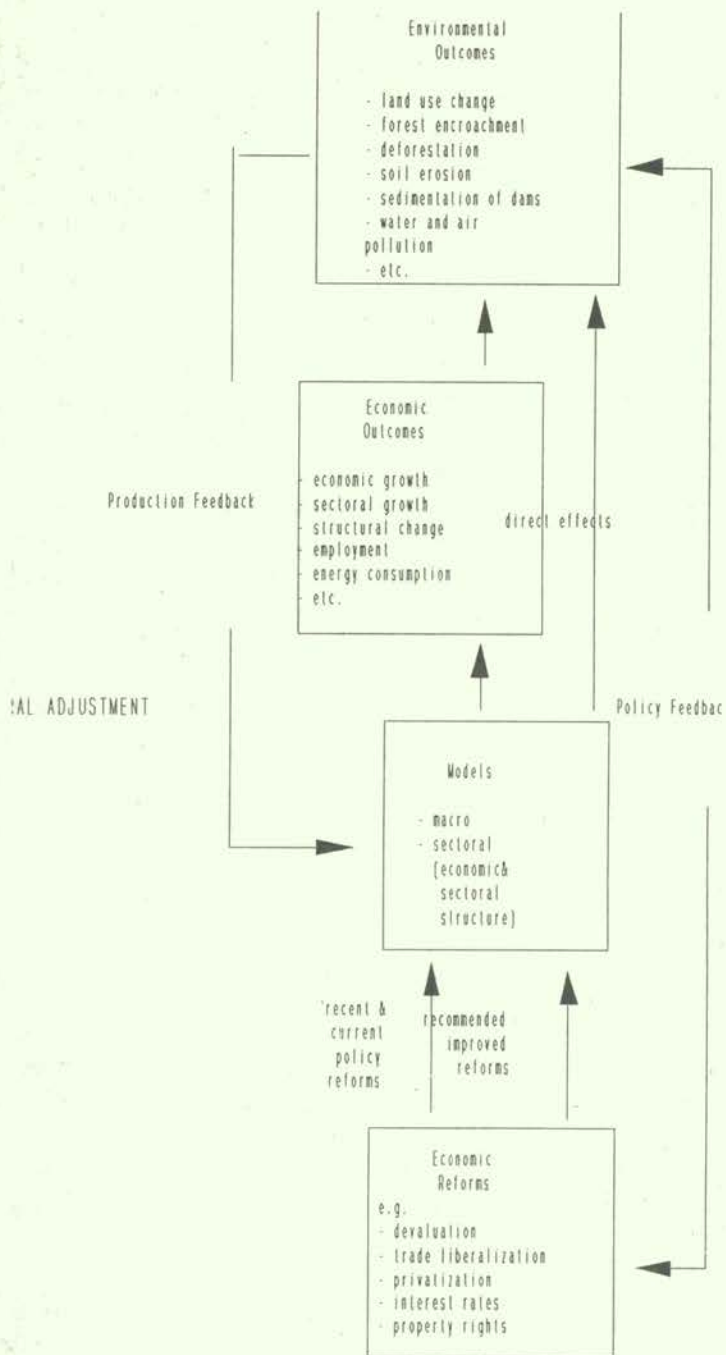 Environmental
Outcomes
- land use change
- forest encroachment
- deforestation
- soil erosion
- sedimentation of dams
- water and air
pollution
- etc.
Economic
Outcomes
- economic growth
- sectoral growth
- structural change
- employment
- energy consumption
- etc.
Production Feedback
direct effects
AL ADJUSTMENT
Policy Feedbac
Models
- macro
- sectoral
(economic&
sectoral
structure)
recent &
current
policy
reforms
recommended
improved
reforms
Economic
Reforms
e.g.
- devaluation
- trade liberalization
- privatization
- interest rates
- property rights